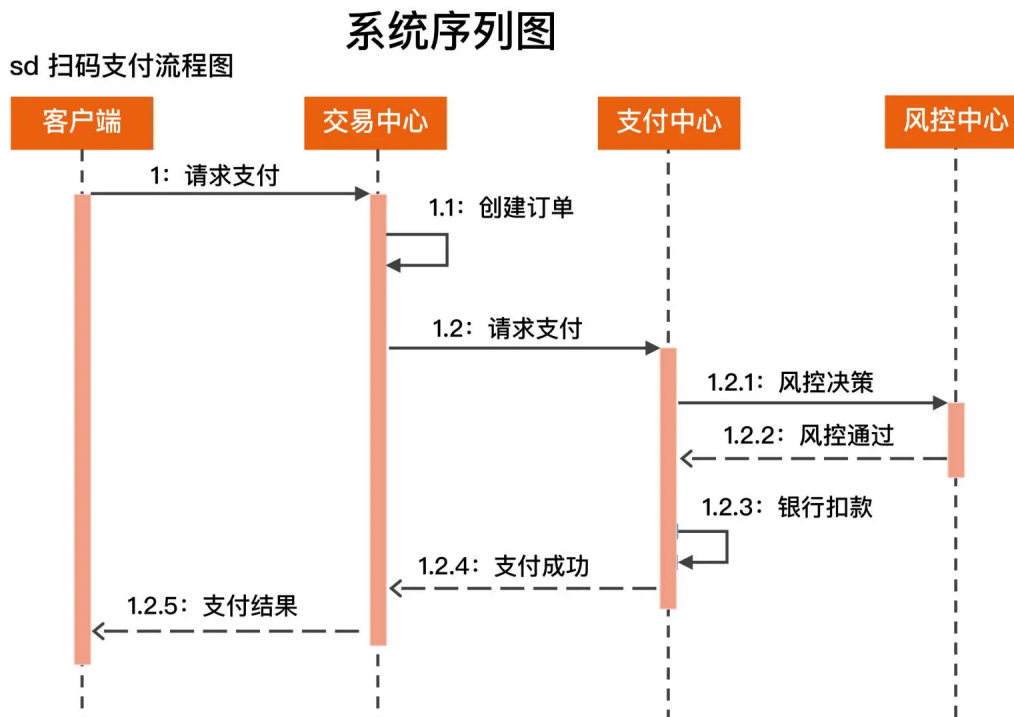 系统序列图
sd 扫码支付流程图
客户端
交易中心
支付中心
风控中心
1：请求支付
1.1：创建订单
1.2：请求支付
1.2.1：风控决策
1.2.2：风控通过
1.2.3：银行扣款
1.2.4：支付成功
1.2.5：支付结果